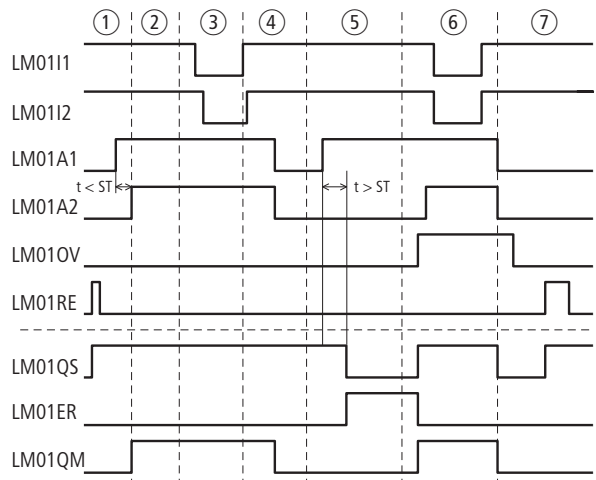 ① ② ③ ④ ⑤ ⑥ ⑦
LM01I1
LM01I2
LM01A1
t < ST t > ST
LM01A2
LM01OV
LM01RE
LM01QS
LM01ER
LM01QM